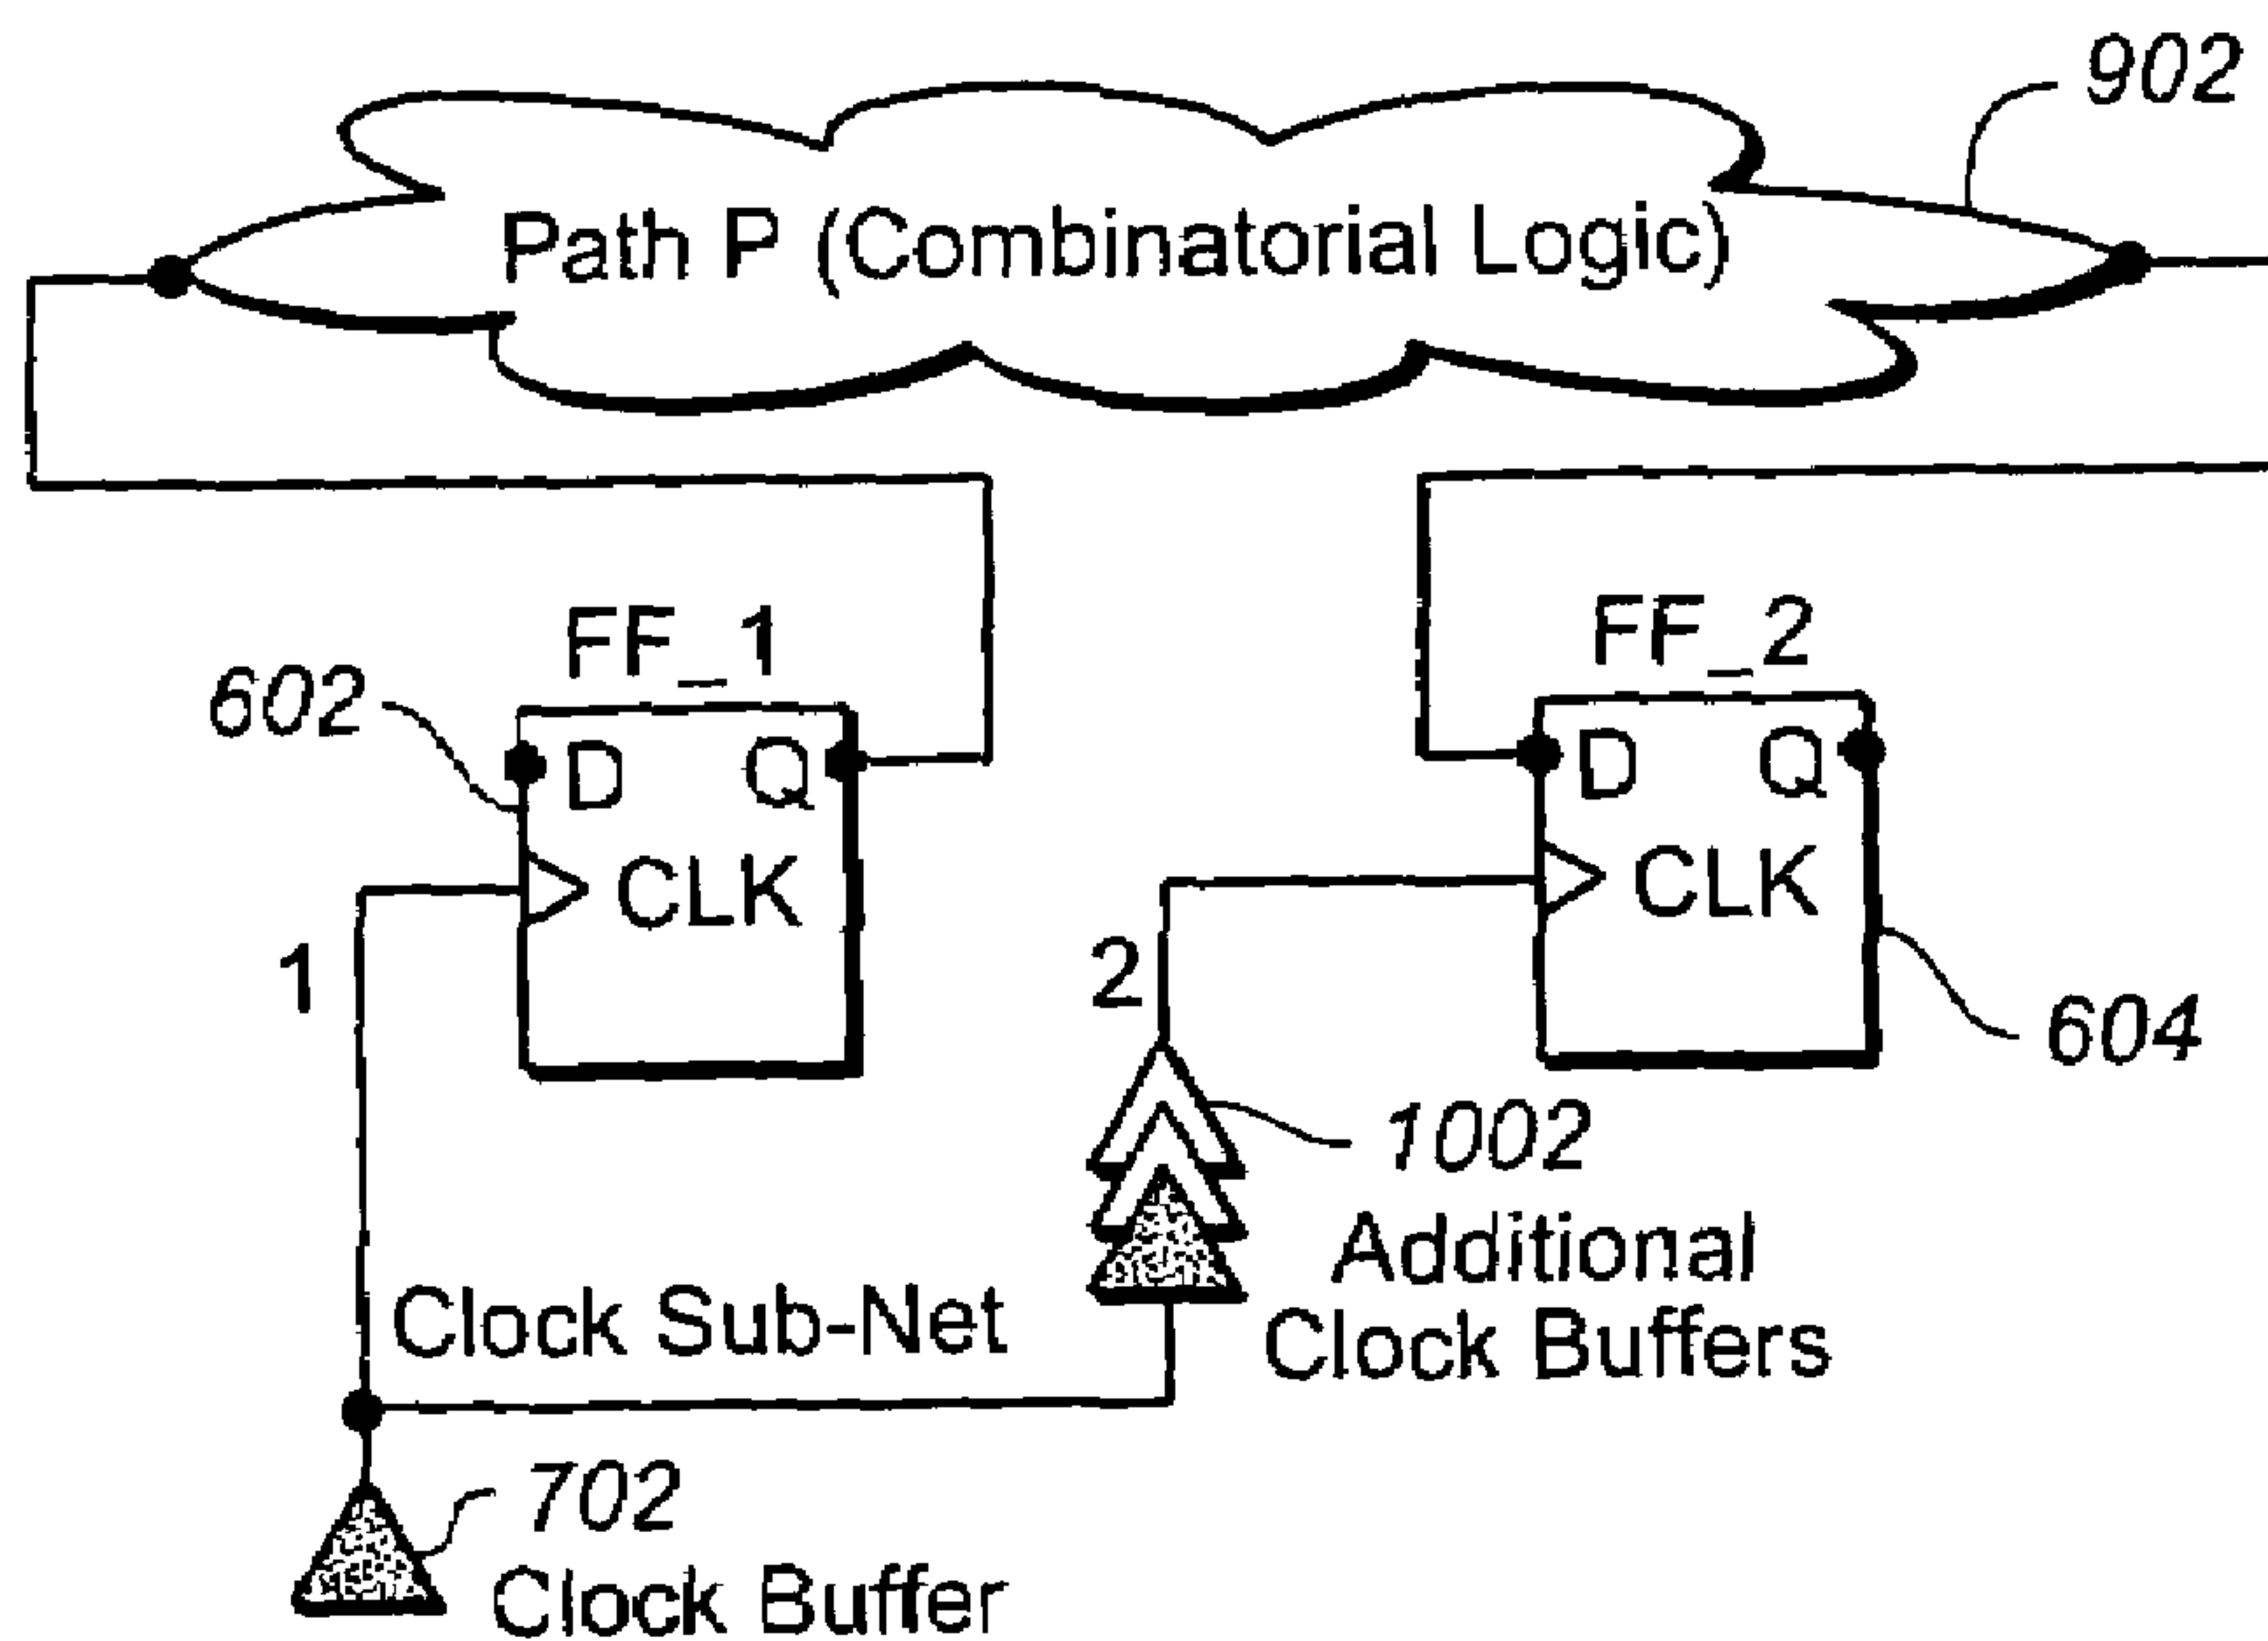 902
Path P (Combinatorial Logic)
FF_1
FF_2
602
D Q
D Q
CLK
CLK
1
2
604
1002
Additional
Clock Buffers
Clock Sub-Net
702
Clock Buffer